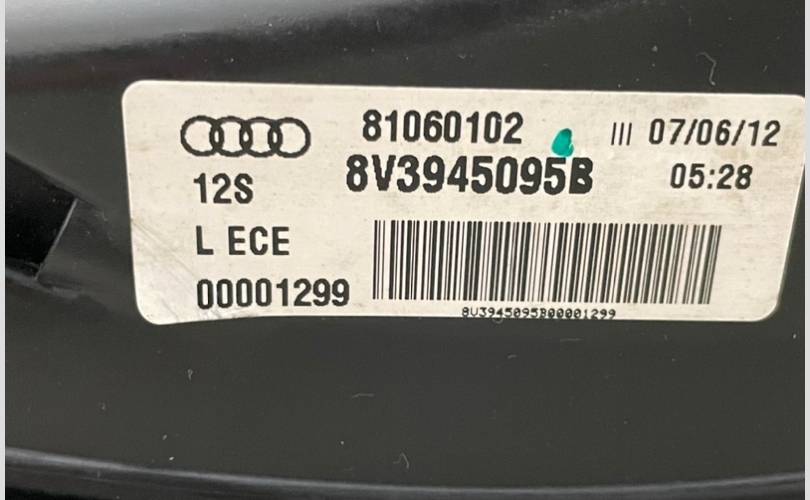 81060102 III 07/06/12
8V3945095B 05:28
12S
L ECE
00001299
8V3945095B00001299